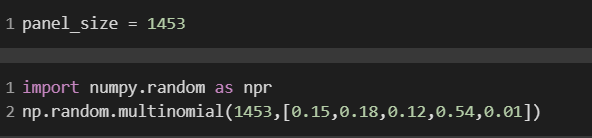 1 panel_size = 1453
1 import numpy.random as npr
2 np.random.multinomial(1453,[0.15,0.18,0.12,0.54,0.01])